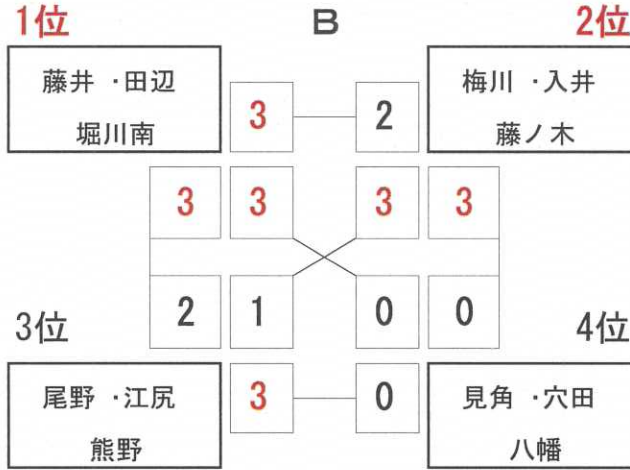 1位 B 2位
藤井・田辺 梅川・入井
堀川南 3 2 藤ノ木
3 3 3 3
2 1 0 0
3位 4位
尾野・江尻 3 0 見角・穴田
熊野 八幡